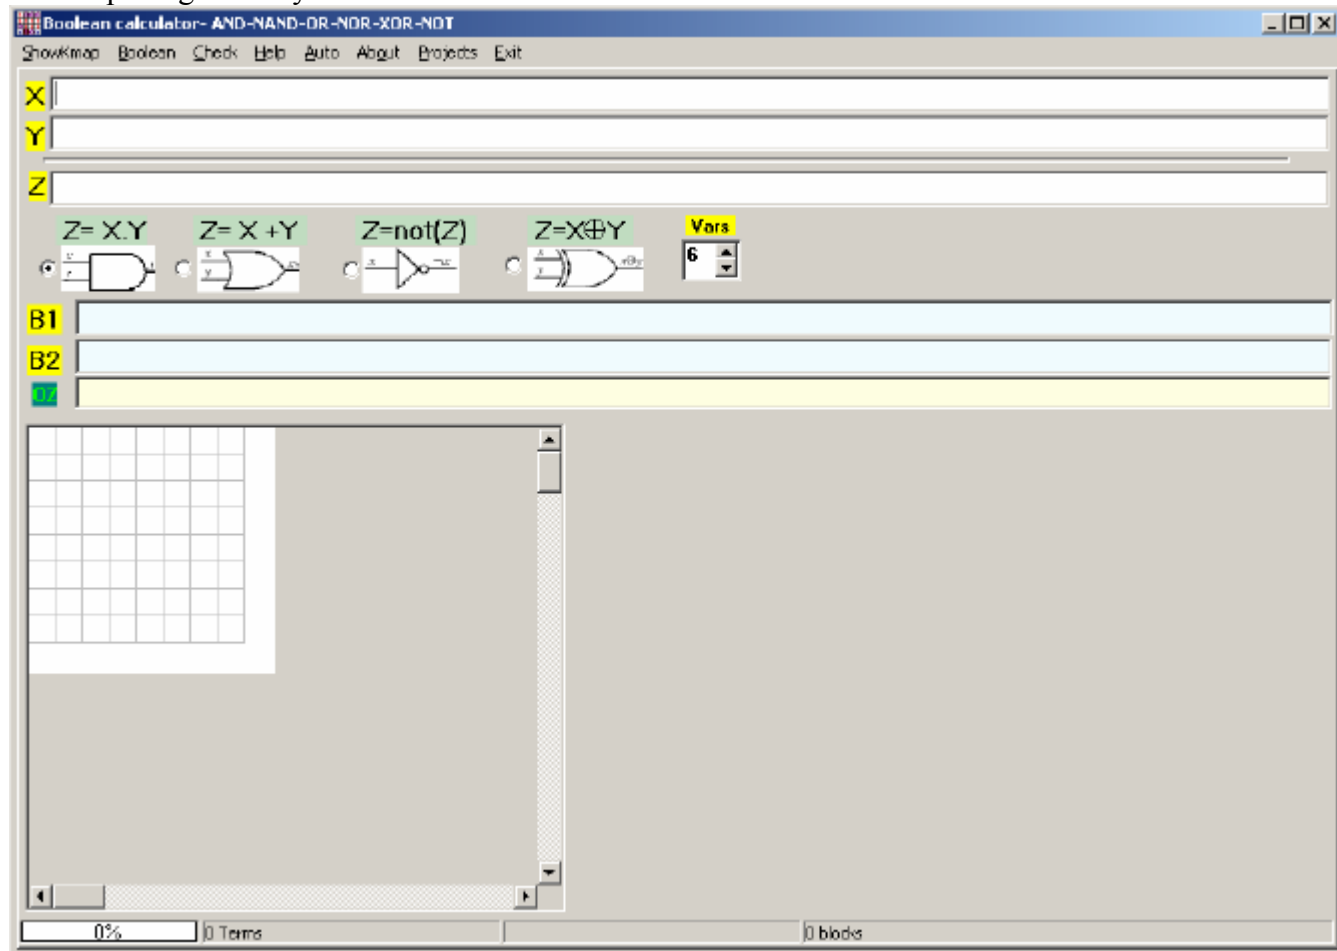 Boolean calculator- AND-NAND-OR-NOR-XOR-NOT
ShowKmap Boolean Check Help Auto About Projects Exit
X
Y
Z
Z= X.Y Z= X +Y Z=not(Z) Z=X⊕Y Vars
6
B1
B2
OZ
0% 0 Terms 0 blocks